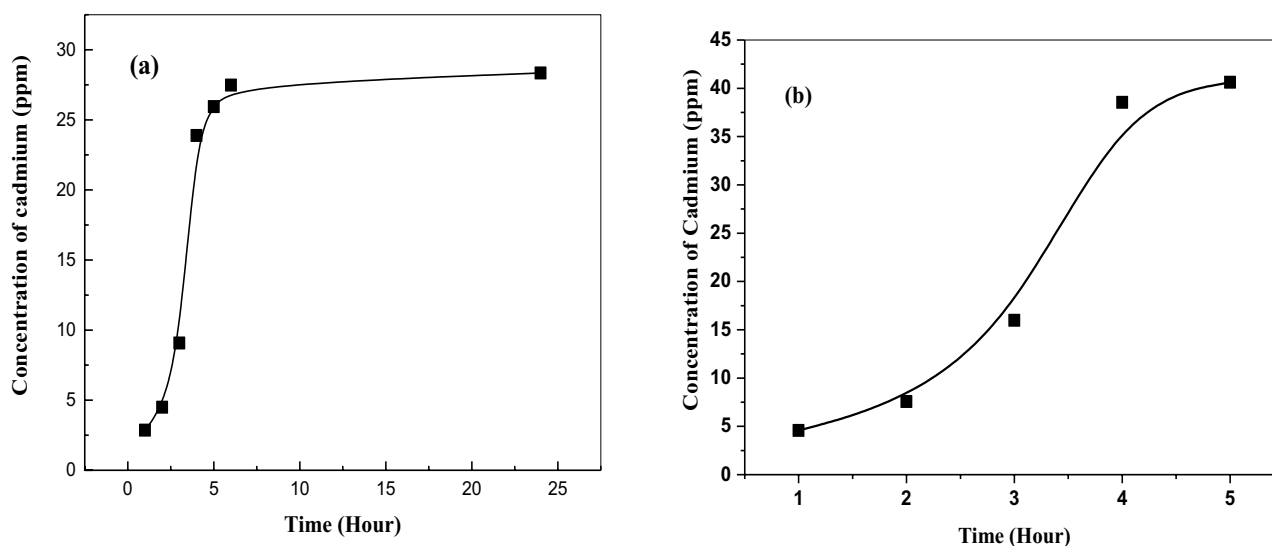 (a)
Concentration of cadmium (ppm)
30
25
20
15
10
5
0
0 5 10 15 20 25
Time (Hour)
(b)
Concentration of Cadmium (ppm)
45
40
35
30
25
20
15
10
5
0
1 2 3 4 5
Time (Hour)